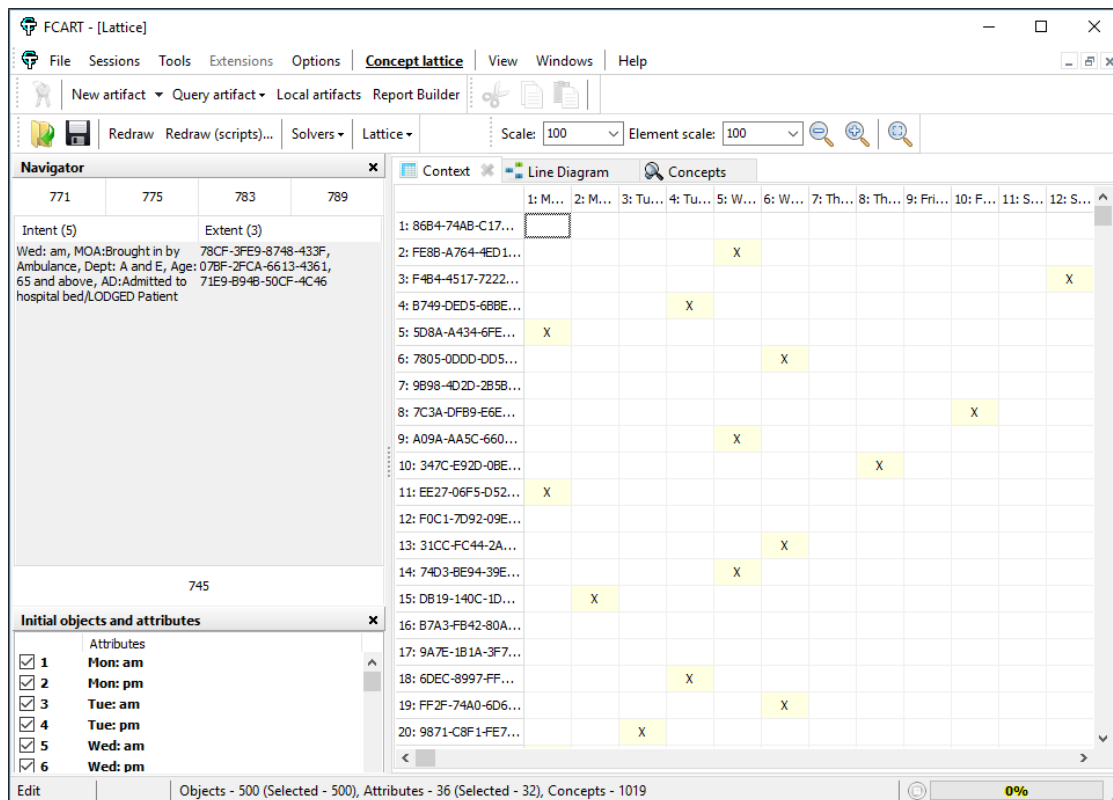 FCART - [Lattice]
File Sessions Tools Extensions Options Concept lattice View Windows Help
New artifact Query artifact Local artifacts Report Builder
Redraw Redraw (scripts)... Solvers Lattice Scale: 100 Element scale: 100
Navigator
771 775 783 789
Intent (5) Extent (3)
Wed: am, MOA:Brought in by 78CF-3FE9-8748-433F,
Ambulance, Dept: A and E, Age: 07BF-2FCA-6613-4361,
65 and above, AD:Admitted to 71E9-B94B-50CF-4C46
hospital bed/LODGED Patient
745
Initial objects and attributes
Attributes
1 Mon: am
2 Mon: pm
3 Tue: am
4 Tue: pm
5 Wed: am
6 Wed: pm
Context Line Diagram Concepts
1: M... 2: M... 3: Tu... 4: Tu... 5: W... 6: W... 7: Th... 8: Th... 9: Fri... 10: F... 11: S... 12: S...
1: 86B4-74AB-C17...
2: FE8B-A764-4ED1... X
3: F4B4-4517-7222... X
4: B749-DED5-6BBE... X
5: 5D8A-A434-6FE... X
6: 7805-0DDD-DD5... X
7: 9B98-4D2D-2B5B...
8: 7C3A-DFB9-E6E... X
9: A09A-AA5C-660... X
10: 347C-E92D-0BE... X
11: EE27-06F5-D52... X
12: F0C1-7D92-09E...
13: 31CC-FC44-2A... X
14: 74D3-BE94-39E... X
15: DB19-140C-1D... X
16: B7A3-FB42-80A...
17: 9A7E-1B1A-3F7...
18: 6DEC-8997-FF... X
19: FF2F-74A0-6D6... X
20: 9871-C8F1-FE7... X
Edit Objects - 500 (Selected - 500), Attributes - 36 (Selected - 32), Concepts - 1019 0%